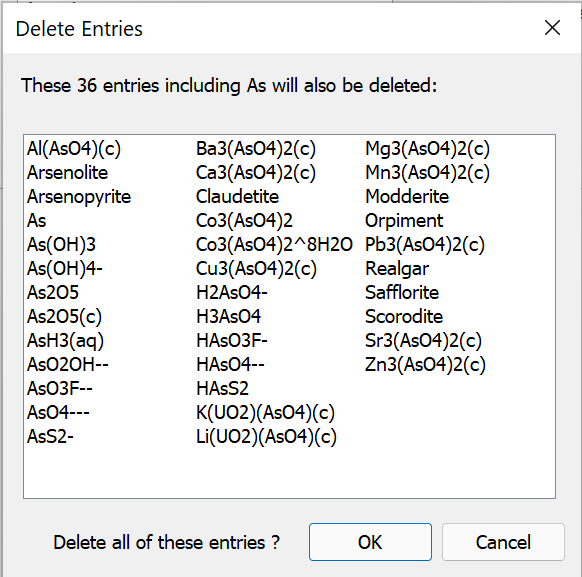 Delete Entries
These 36 entries including As will also be deleted:
Al(AsO4)(c)
Arsenolite
Arsenopyrite
As
As(OH)3
As(OH)4-
As2O5
As2O5(c)
AsH3(aq)
AsO2OH--
AsO3F--
AsO4---
AsS2-
Ba3(AsO4)2(c)
Ca3(AsO4)2(c)
Claudetite
Co3(AsO4)2
Co3(AsO4)2^8H2O
Cu3(AsO4)2(c)
H2AsO4-
H3AsO4
HAsO3F-
HAsO4--
HAsS2
K(UO2)(AsO4)(c)
Li(UO2)(AsO4)(c)
Mg3(AsO4)2(c)
Mn3(AsO4)2(c)
Modderite
Orpiment
Pb3(AsO4)2(c)
Realgar
Safflorite
Scorodite
Sr3(AsO4)2(c)
Zn3(AsO4)2(c)
Delete all of these entries ?
OK
Cancel